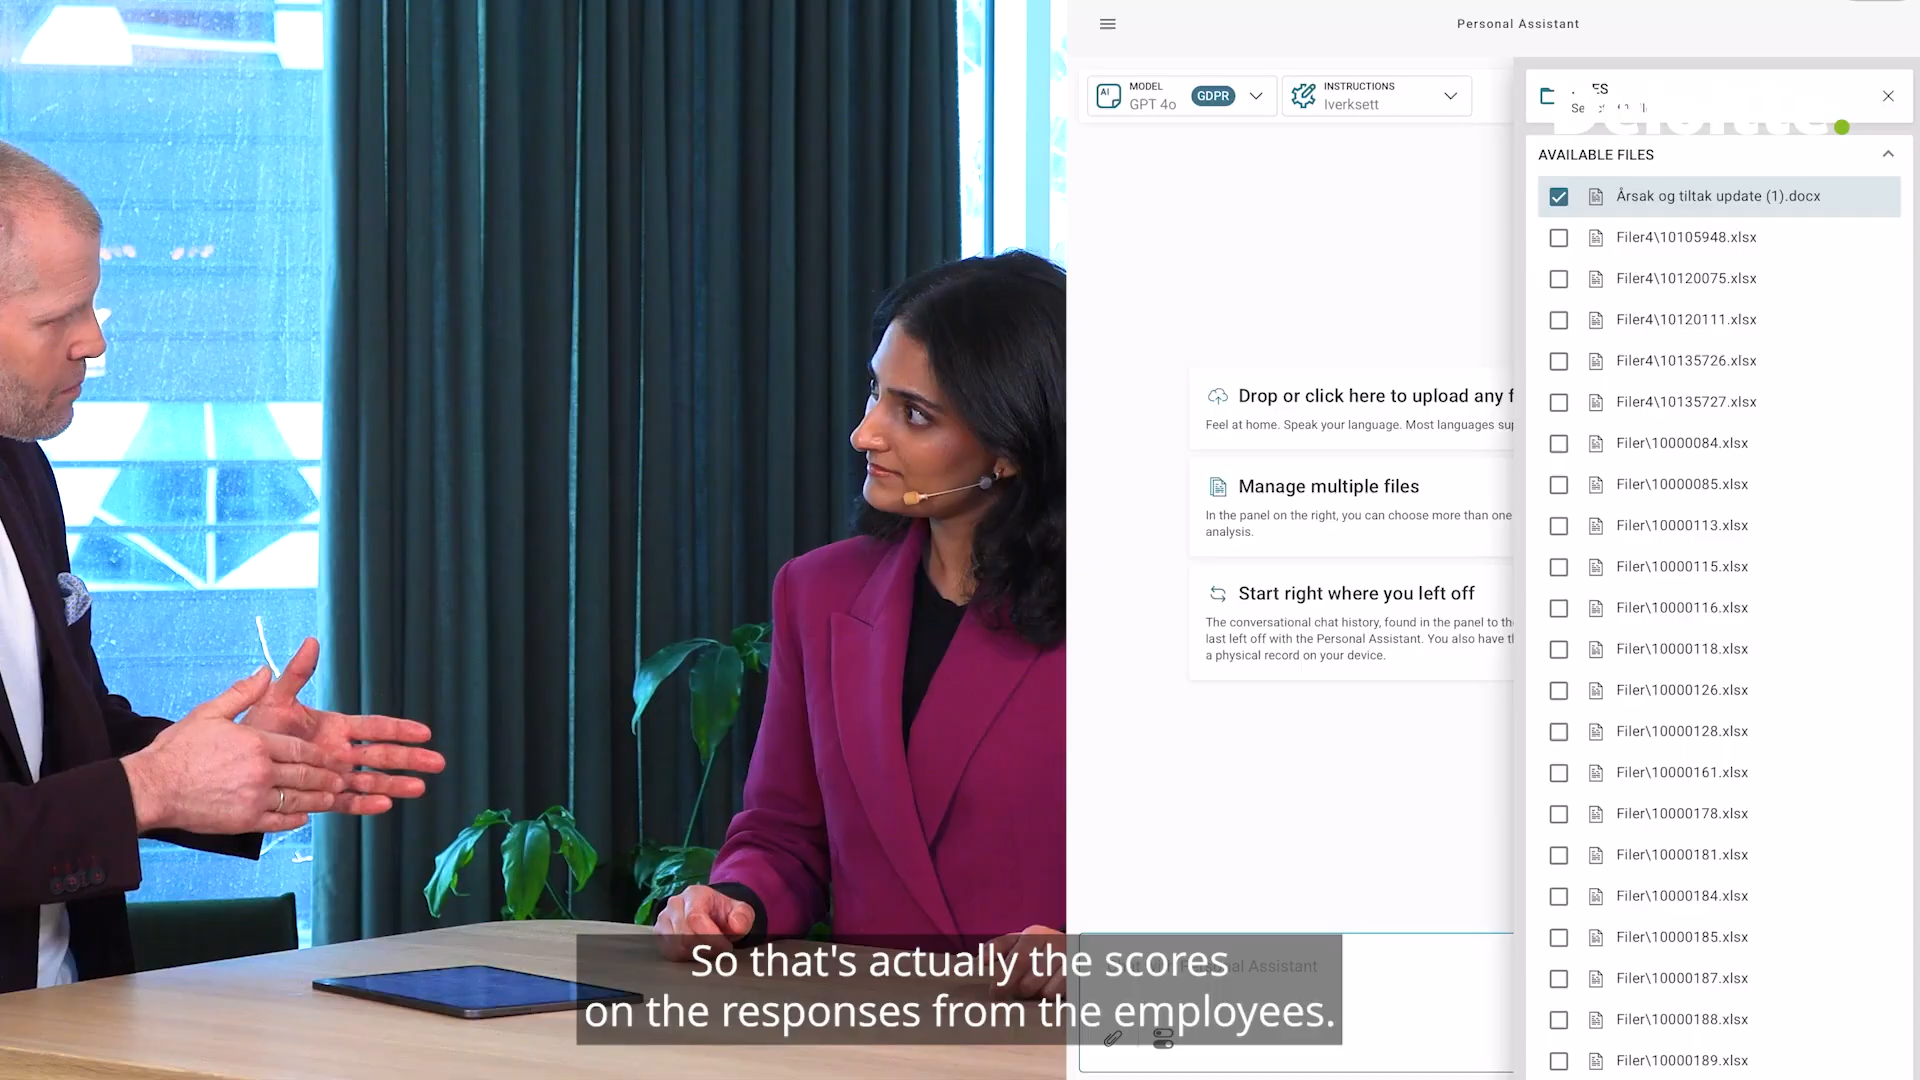 Personal Assistant
MODEL
GPT 4o
GDPR
INSTRUCTIONS
Iverksett
AVAILABLE FILES
Årsak og tiltak update (1).docx
Filer4\10105948.xlsx
Filer4\10120075.xlsx
Filer4\10120111.xlsx
Filer4\10135726.xlsx
Filer4\10135727.xlsx
Filer\10000084.xlsx
Filer\10000085.xlsx
Filer\10000113.xlsx
Filer\10000115.xlsx
Filer\10000116.xlsx
Filer\10000118.xlsx
Filer\10000126.xlsx
Filer\10000128.xlsx
Filer\10000161.xlsx
Filer\10000178.xlsx
Filer\10000181.xlsx
Filer\10000184.xlsx
Filer\10000185.xlsx
Filer\10000187.xlsx
Filer\10000188.xlsx
Filer\10000189.xlsx
Drop or click here to upload any f
Feel at home. Speak your language. Most languages
Manage multiple files
In the panel on the right, you can choose more than one
analysis.
Start right where you left off
The conversational chat history, found in the panel to
last left off with the Personal Assistant. You also have
a physical record on your device.
So that's actually the scores
on the responses from the employees.